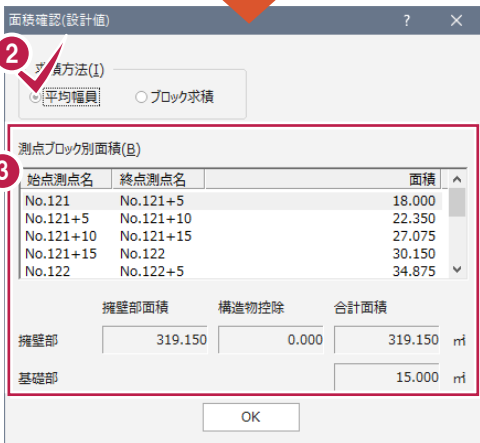 面積確認(設計値)
?
2
求積方法(I)
平均幅員
ブロック求積
測点ブロック別面積(B)
3
始点測点名 終点測点名 面積
No.121 No.121+5 18.000
No.121+5 No.121+10 22.350
No.121+10 No.121+15 27.075
No.121+15 No.122 30.150
No.122 No.122+5 34.875
擁壁部面積 構造物控除 合計面積
擁壁部 319.150 0.000 319.150 ㎡
基礎部 15.000 ㎡
OK